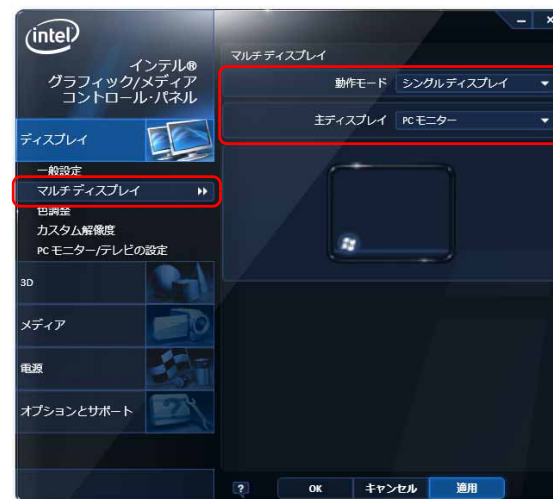 intel
インテル®
グラフィック/メディア
コントロール・パネル
ディスプレイ
一般設定
マルチディスプレイ
色調整
カスタム解像度
PC モニター/テレビの設定
3D
メディア
電源
オプションとサポート
マルチ ディスプレイ
動作モード シングルディスプレイ
主ディスプレイ PC モニター
? OK キャンセル 適用